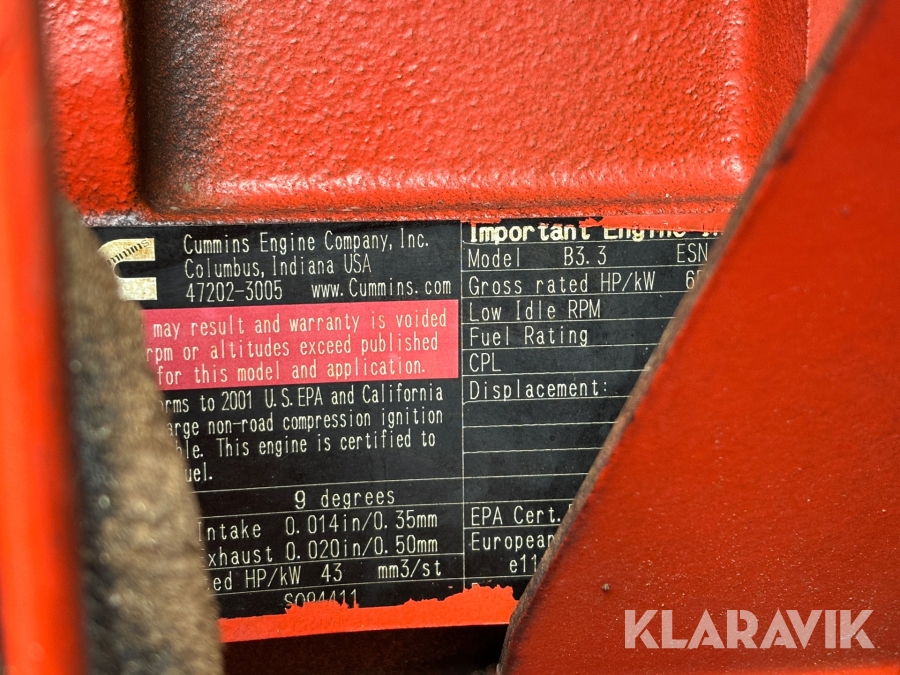 Cummins
Cummins Engine Company, Inc.
Columbus, Indiana USA
47202-3005 www.Cummins.com
may result and warranty is voided
rpm or altitudes exceed published
for this model and application.
rms to 2001 U.S.EPA and California
arge non-road compression ignition
ble. This engine is certified to
uel.
9 degrees
Intake 0.014in/0.35mm
xhaust 0.020in/0.50mm
ed HP/kW 43 mm3/st
SO94411
Important Engine
Model B3.3 ESN
Gross rated HP/kW
Low Idle RPM
Fuel Rating
CPL
Displacement:
EPA Cert.
European
e11
KLARAVIK